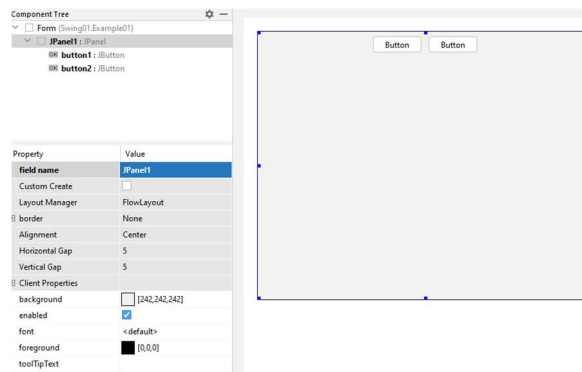 Component Tree
Form (Swing01.Example01)
JPanel1 : JPanel
button1 : JButton
button2 : JButton
Button Button
Property Value
field name JPanel1
Custom Create
Layout Manager FlowLayout
border None
Alignment Center
Horizontal Gap 5
Vertical Gap 5
Client Properties
background [242,242,242]
enabled
font <default>
foreground [0,0,0]
toolTipText